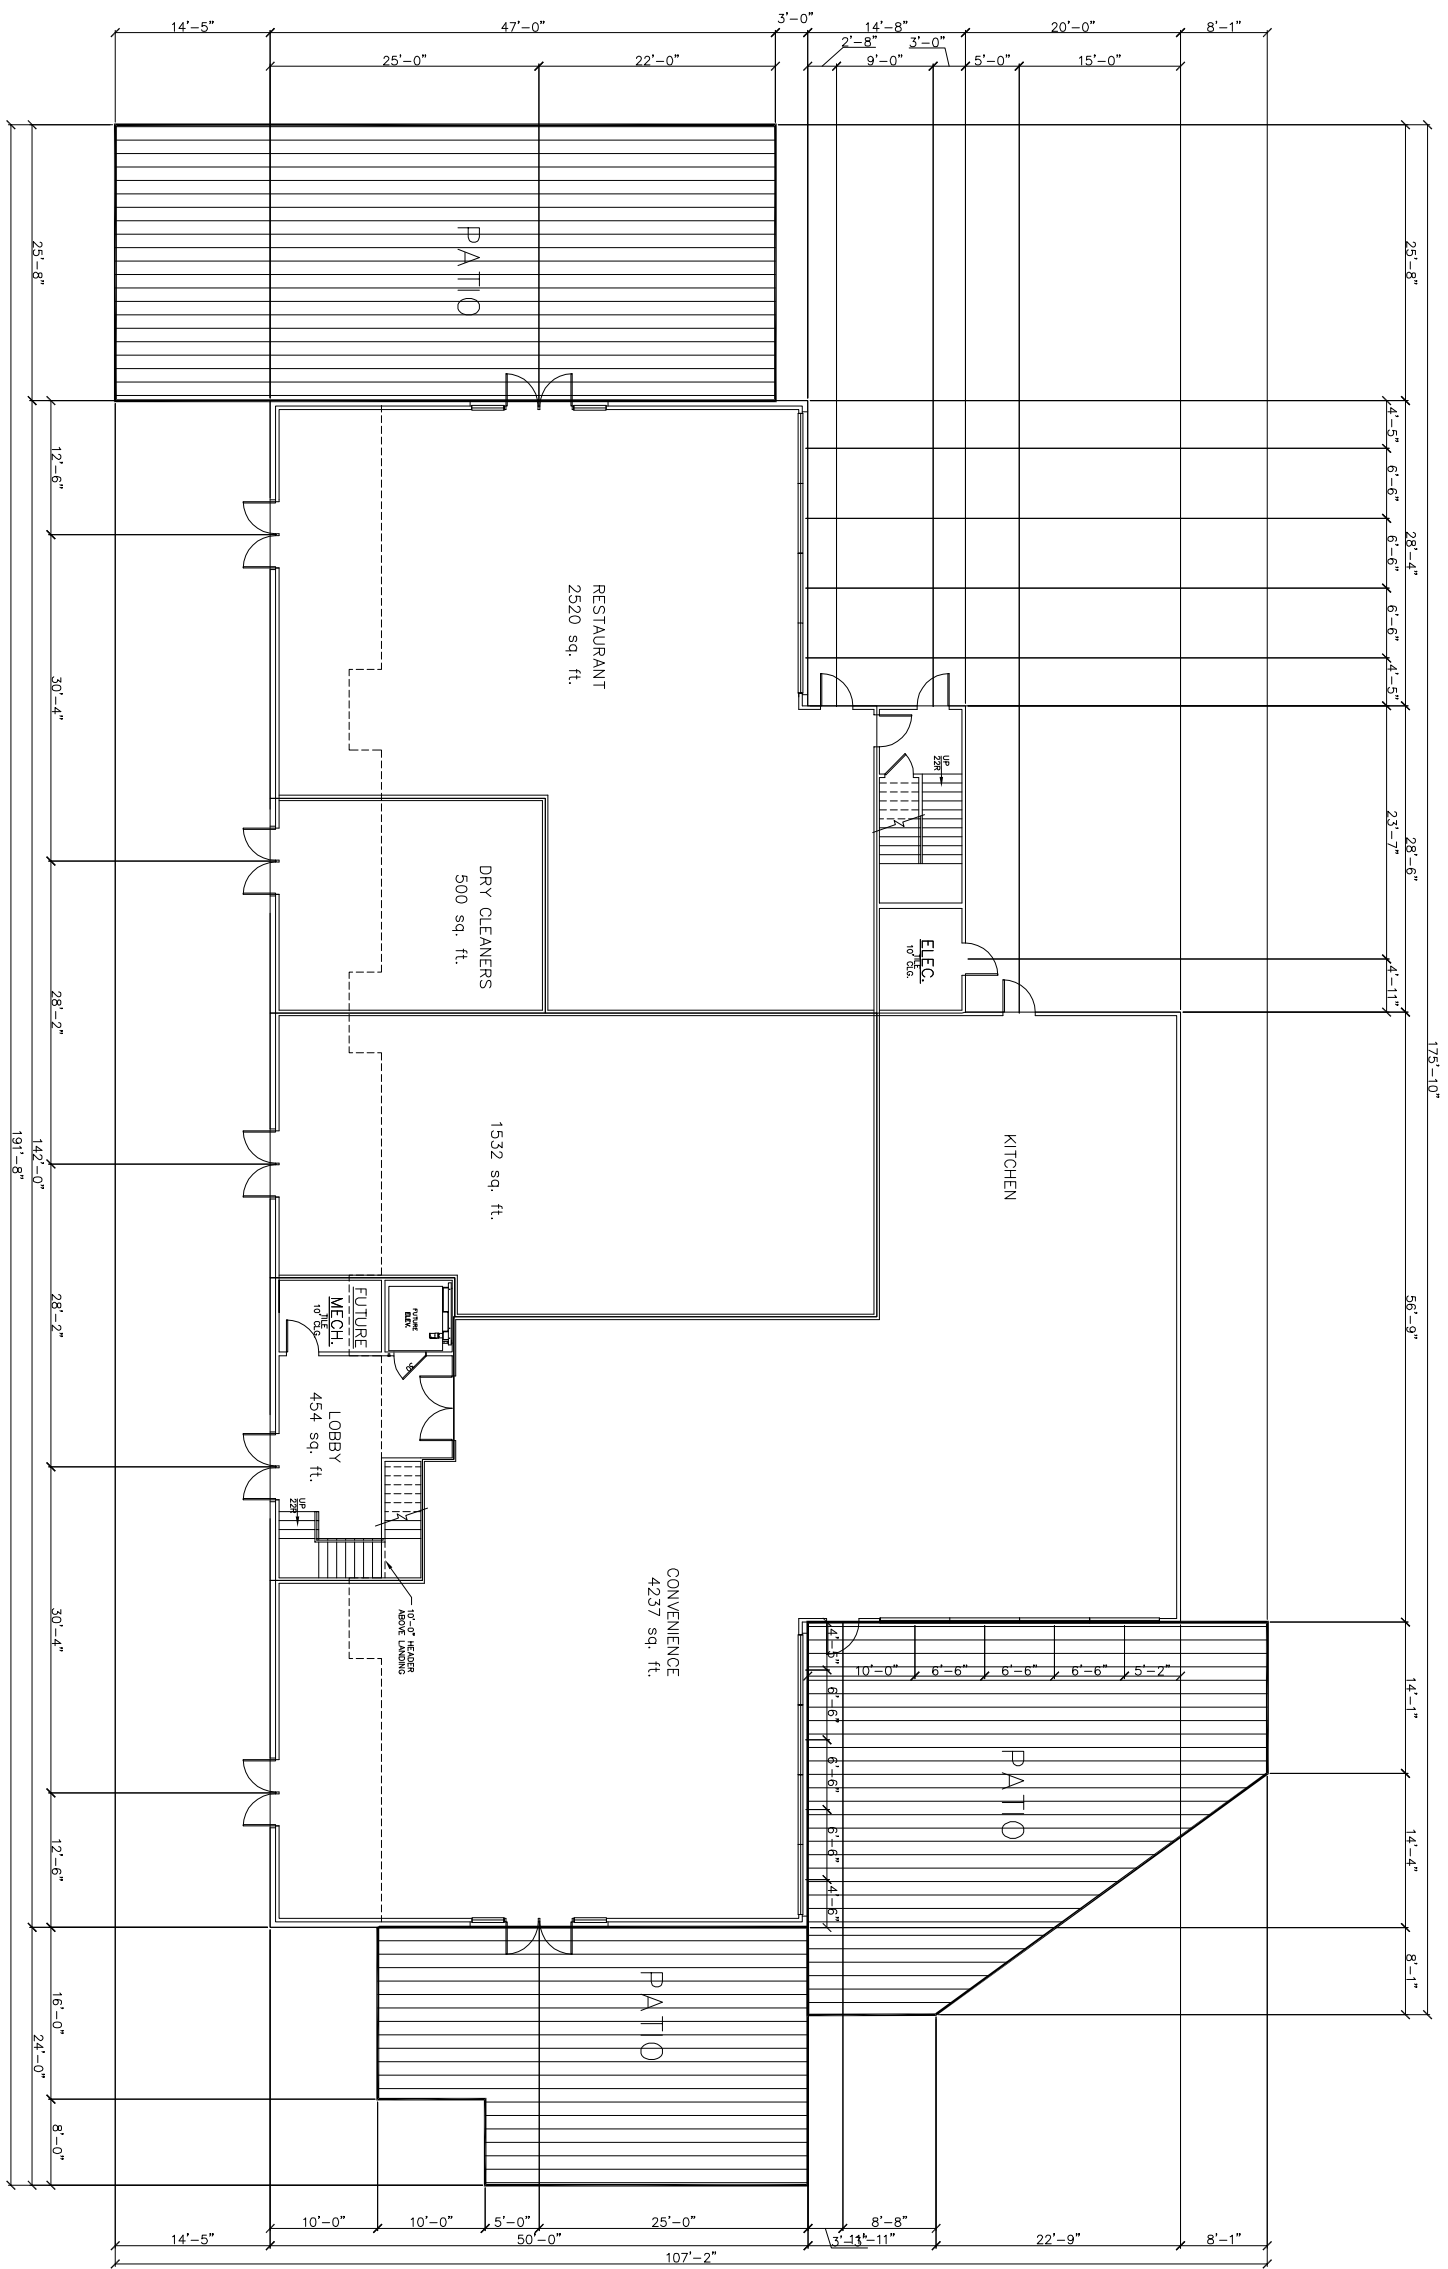 3'-0"
14'-5"
47'-0"
14'-8"
20'-0"
8'-1"
2'-8"
3'-0"
25'-0"
22'-0"
9'-0"
5'-0"
15'-0"
25'-8"
PATIO
25'-8"
12'-6"
4'-5"
6'-6"
6'-6"
28'-4"
6'-6"
4'-5"
RESTAURANT
2520 sq. ft.
30'-4"
UP
22R
23'-7"
28'-6"
DRY CLEANERS
500 sq. ft.
ELEC.
TILE
10' CLG.
4'-11"
28'-2"
175'-10"
1532 sq. ft.
KITCHEN
142'-0"
191'-8"
28'-2"
FUTURE
MECH.
TILE
10' CLG.
FUTURE
ELEV.
56'-9"
LOBBY
454 sq. ft.
UP
22R
10'-0" HEADER
ABOVE LANDING
30'-4"
CONVENIENCE
4237 sq. ft.
4'-5"
10'-0"
6'-6"
6'-6"
6'-6"
5'-2"
6'-6"
6'-6"
6'-6"
4'-6"
14'-1"
PATIO
14'-4"
12'-6"
8'-1"
PATIO
16'-0"
24'-0"
8'-0"
10'-0"
10'-0"
5'-0"
25'-0"
8'-8"
14'-5"
50'-0"
3'-3"
11'-11"
22'-9"
8'-1"
107'-2"